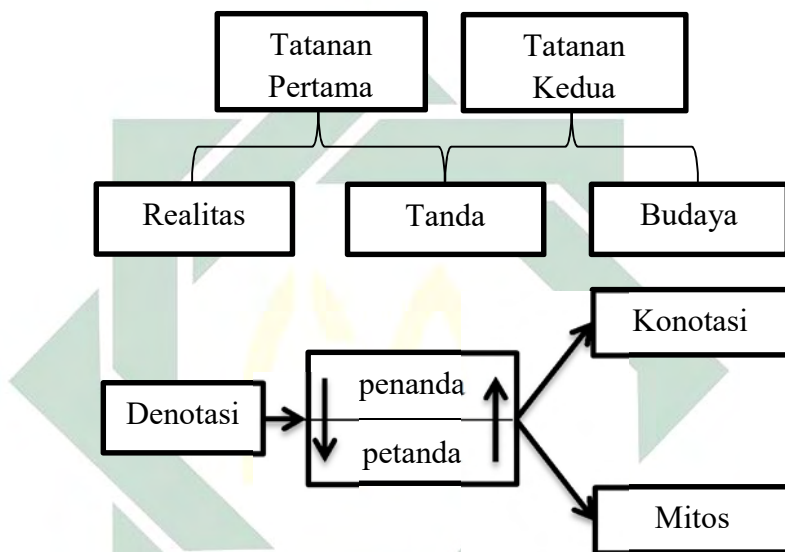 Tatanan
Pertama
Tatanan
Kedua
Realitas
Tanda
Budaya
Konotasi
Denotasi
penanda
petanda
Mitos